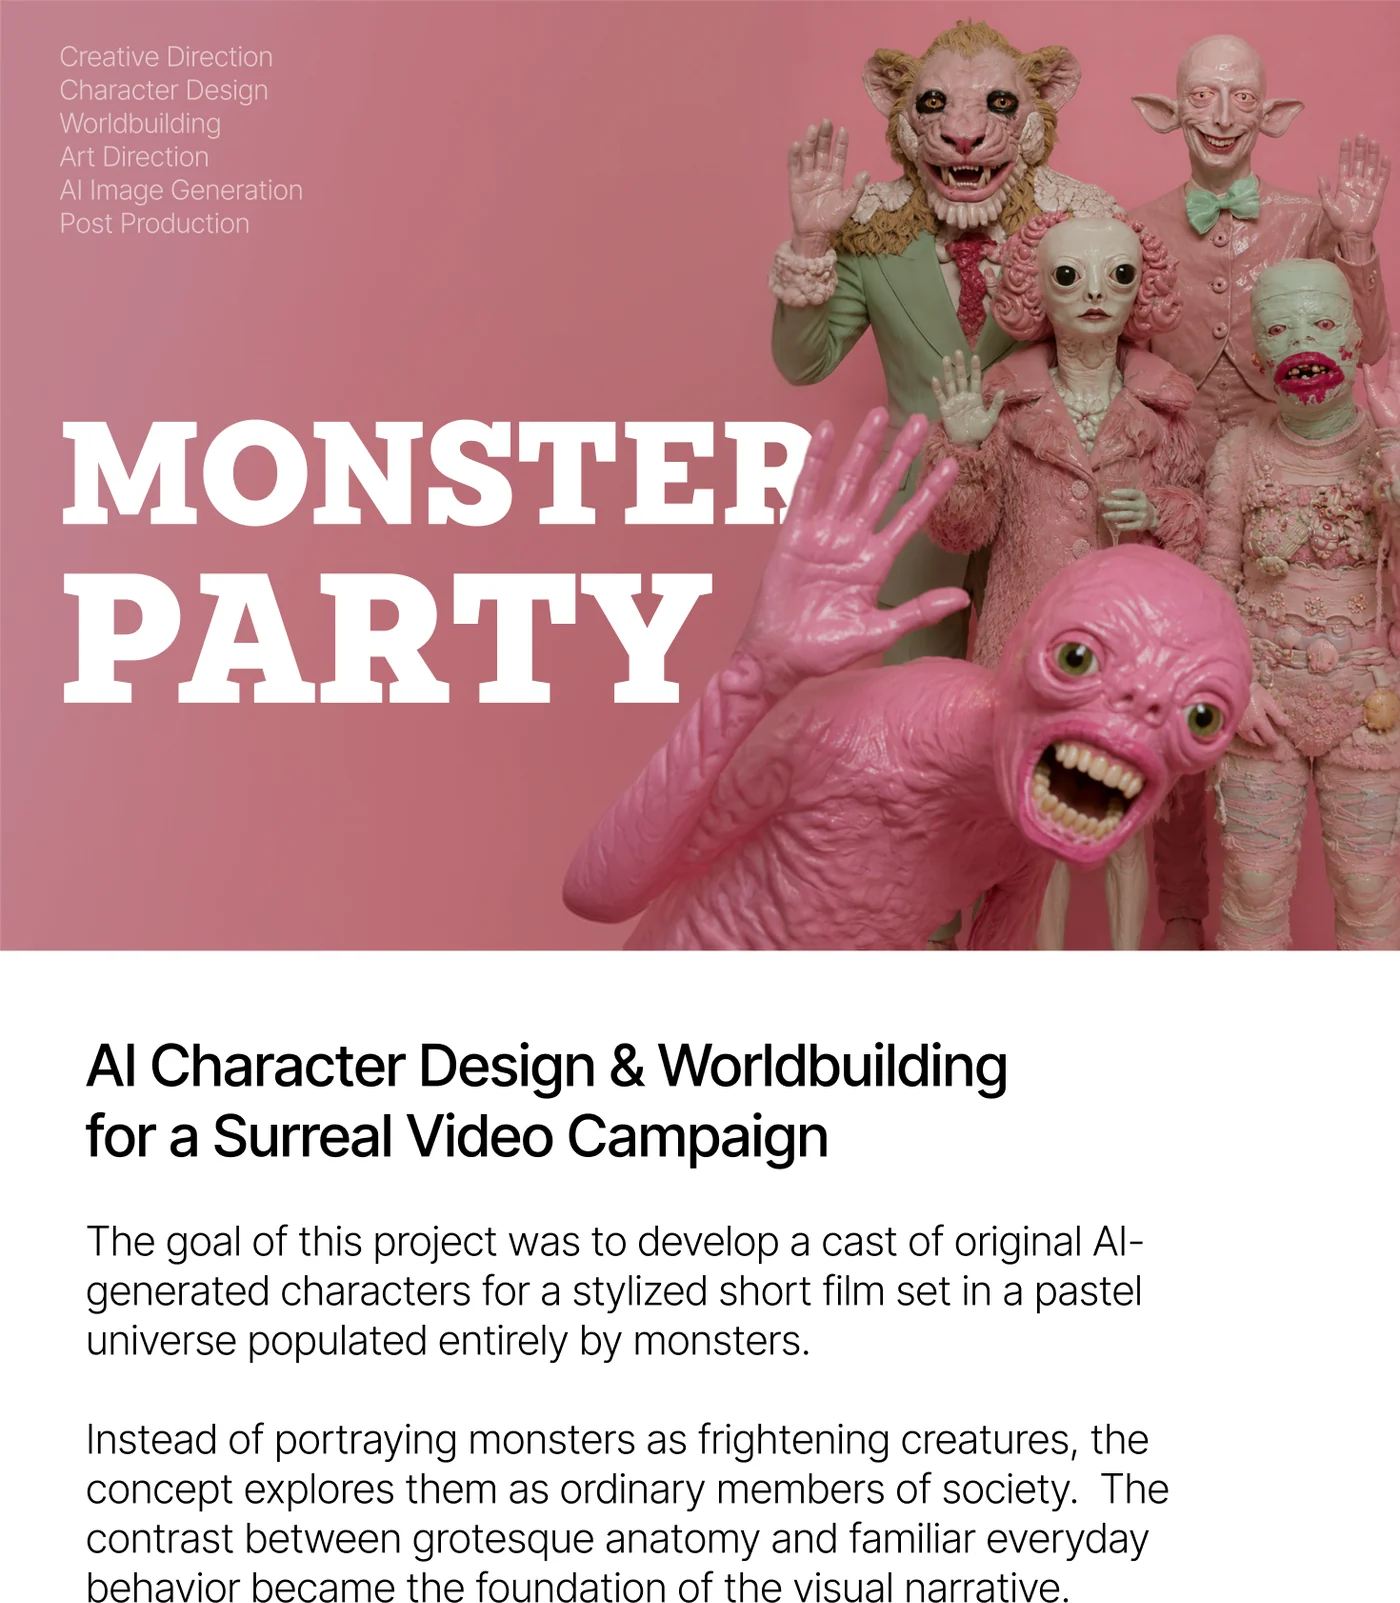 Creative Direction
Character Design
Worldbuilding
Art Direction
AI Image Generation
Post Production
MONSTER
PARTY
AI Character Design & Worldbuilding
for a Surreal Video Campaign
The goal of this project was to develop a cast of original AI-
generated characters for a stylized short film set in a pastel
universe populated entirely by monsters.
Instead of portraying monsters as frightening creatures, the
concept explores them as ordinary members of society.  The
contrast between grotesque anatomy and familiar everyday
behavior became the foundation of the visual narrative.